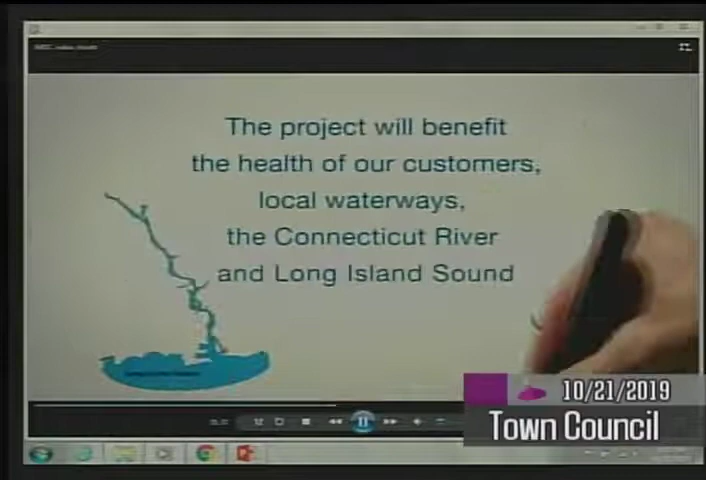 The project will benefit
the health of our customers,
local waterways,
the Connecticut River
and Long Island Sound
10/21/2019
Town Council